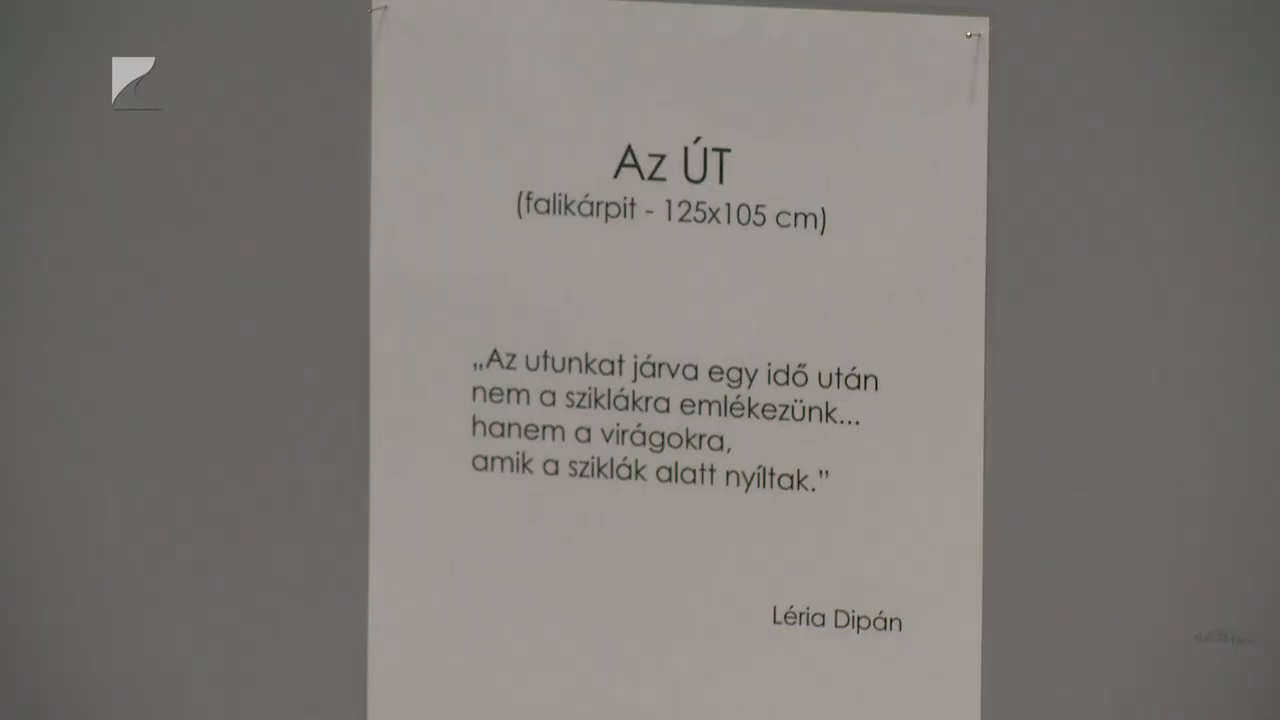 Az ÚT
(falikárpit - 125x105 cm)
„Az utunkat járva egy idő után
nem a sziklákra emlékezünk...
hanem a virágokra,
amik a sziklák alatt nyíltak.”
Léria Dipán